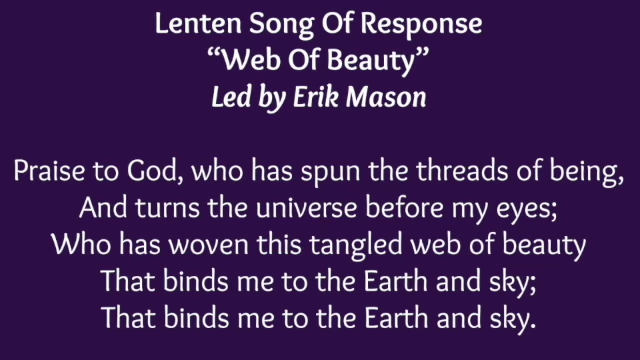 Lenten Song Of Response
“Web Of Beauty”
Led by Erik Mason
Praise to God, who has spun the threads of being,
And turns the universe before my eyes;
Who has woven this tangled web of beauty
That binds me to the Earth and sky;
That binds me to the Earth and sky.